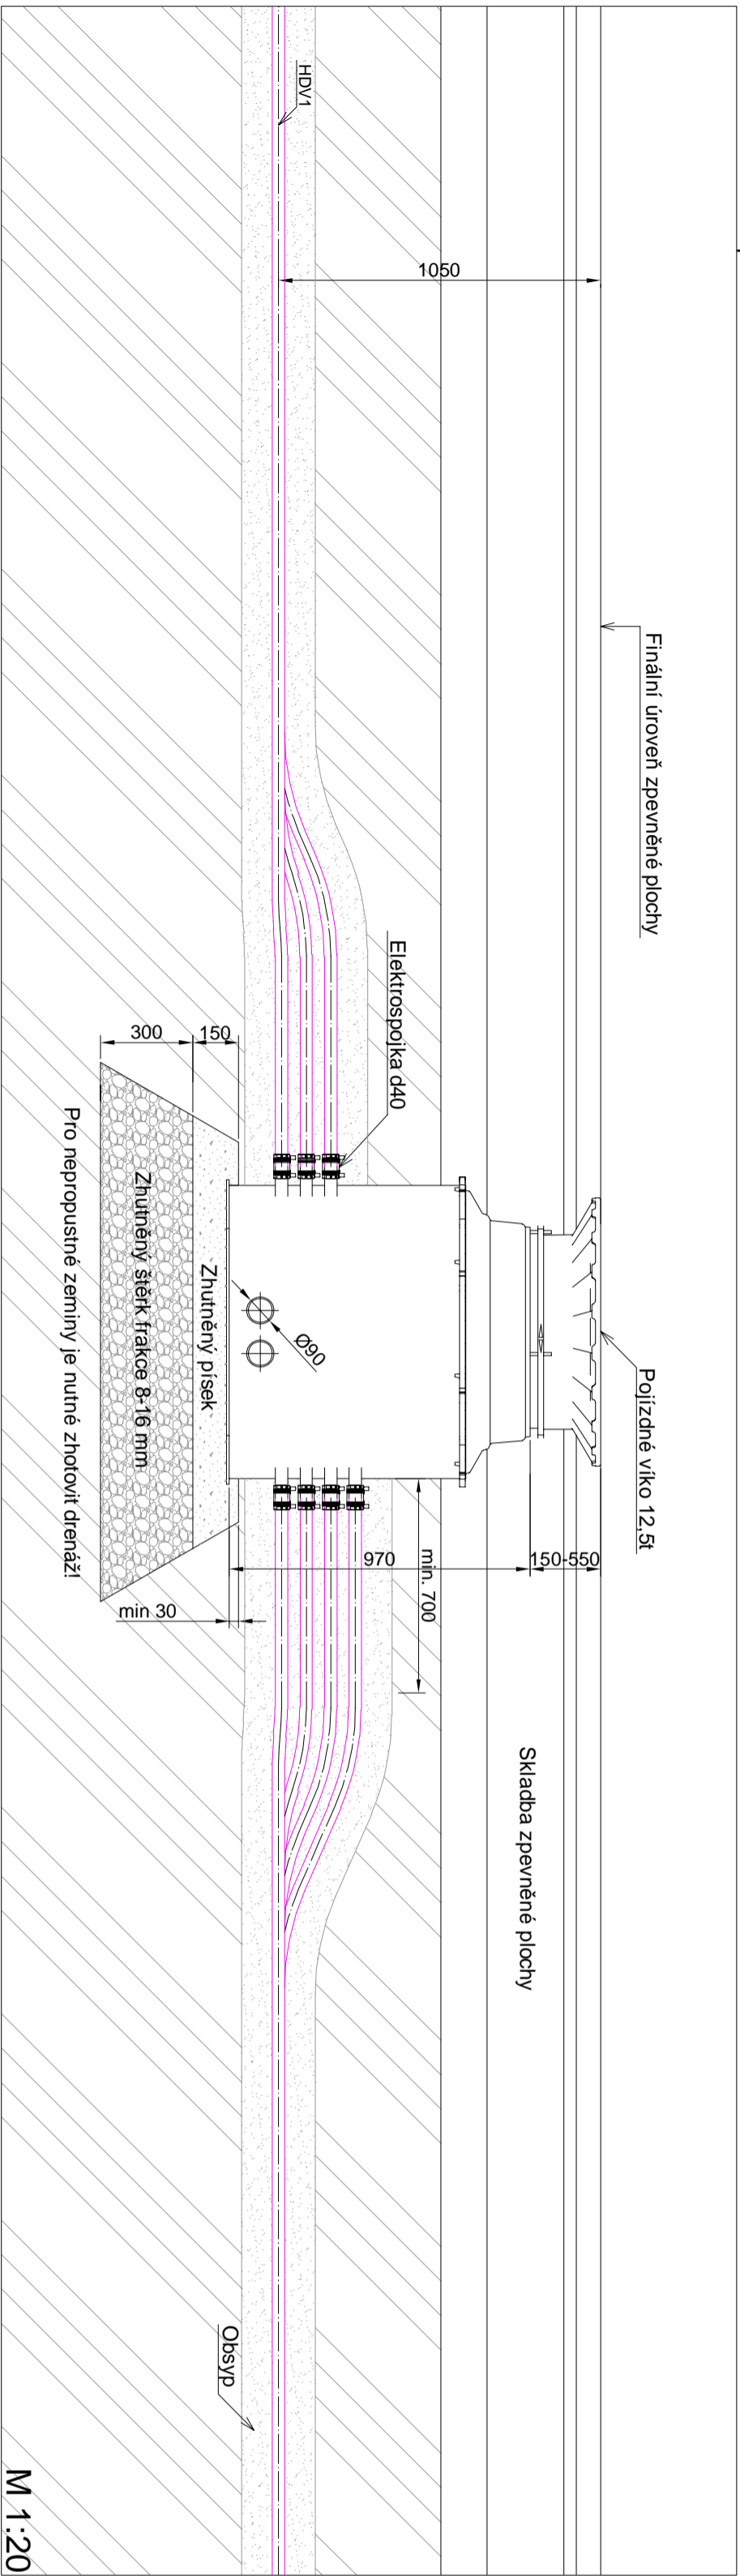 Finální úroveň zpevněné plochy
Pojízdné víko 12,5t
HDV1
1050
Elektrospojka d40
150-550
970
min. 700
Skladba zpevněné plochy
Ø90
150
300
Zhutněný písek
Zhutněný štěrk frakce 8-16 mm
min 30
Pro nepropustné zeminy je nutné zhotovit drenáž!
Obsyp
M 1:20